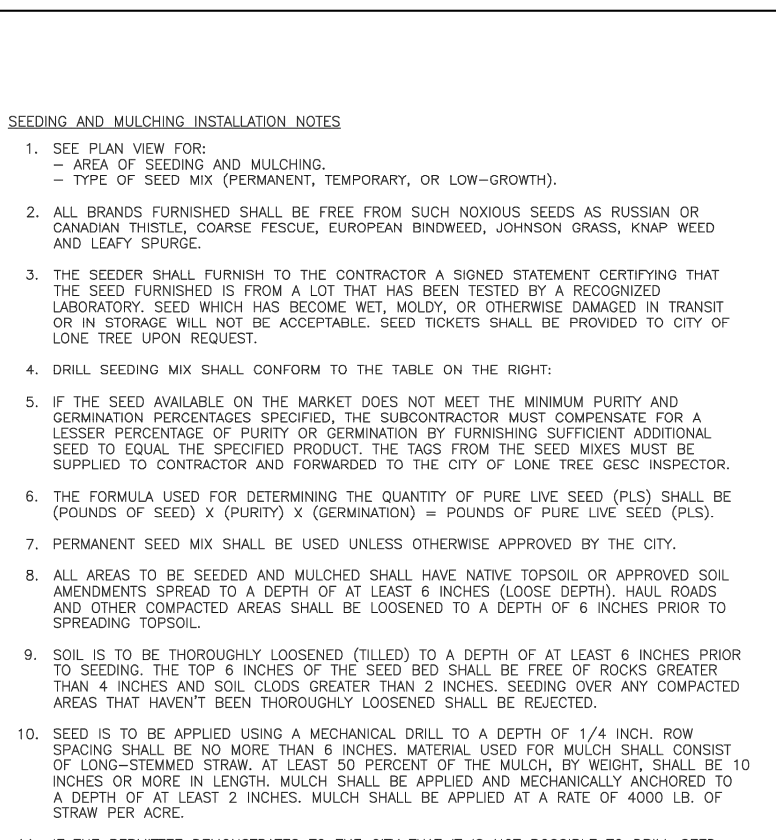 SEEDING AND MULCHING INSTALLATION NOTES
1. SEE PLAN VIEW FOR:
– AREA OF SEEDING AND MULCHING.
– TYPE OF SEED MIX (PERMANENT, TEMPORARY, OR LOW–GROWTH).
2. ALL BRANDS FURNISHED SHALL BE FREE FROM SUCH NOXIOUS SEEDS AS RUSSIAN OR
CANADIAN THISTLE, COARSE FESCUE, EUROPEAN BINDWEED, JOHNSON GRASS, KNAP WEED
AND LEAFY SPURGE.
3. THE SEEDER SHALL FURNISH TO THE CONTRACTOR A SIGNED STATEMENT CERTIFYING THAT
THE SEED FURNISHED IS FROM A LOT THAT HAS BEEN TESTED BY A RECOGNIZED
LABORATORY. SEED WHICH HAS BECOME WET, MOLDY, OR OTHERWISE DAMAGED IN TRANSIT
OR IN STORAGE WILL NOT BE ACCEPTABLE. SEED TICKETS SHALL BE PROVIDED TO CITY OF
LONE TREE UPON REQUEST.
4. DRILL SEEDING MIX SHALL CONFORM TO THE TABLE ON THE RIGHT:
5. IF THE SEED AVAILABLE ON THE MARKET DOES NOT MEET THE MINIMUM PURITY AND
GERMINATION PERCENTAGES SPECIFIED, THE SUBCONTRACTOR MUST COMPENSATE FOR A
LESSER PERCENTAGE OF PURITY OR GERMINATION BY FURNISHING SUFFICIENT ADDITIONAL
SEED TO EQUAL THE SPECIFIED PRODUCT. THE TAGS FROM THE SEED MIXES MUST BE
SUPPLIED TO CONTRACTOR AND FORWARDED TO THE CITY OF LONE TREE GESC INSPECTOR.
6. THE FORMULA USED FOR DETERMINING THE QUANTITY OF PURE LIVE SEED (PLS) SHALL BE
(POUNDS OF SEED) X (PURITY) X (GERMINATION) = POUNDS OF PURE LIVE SEED (PLS).
7. PERMANENT SEED MIX SHALL BE USED UNLESS OTHERWISE APPROVED BY THE CITY.
8. ALL AREAS TO BE SEEDED AND MULCHED SHALL HAVE NATIVE TOPSOIL OR APPROVED SOIL
AMENDMENTS SPREAD TO A DEPTH OF AT LEAST 6 INCHES (LOOSE DEPTH). HAUL ROADS
AND OTHER COMPACTED AREAS SHALL BE LOOSENED TO A DEPTH OF 6 INCHES PRIOR TO
SPREADING TOPSOIL.
9. SOIL IS TO BE THOROUGHLY LOOSENED (TILLED) TO A DEPTH OF AT LEAST 6 INCHES PRIOR
TO SEEDING. THE TOP 6 INCHES OF THE SEED BED SHALL BE FREE OF ROCKS GREATER
THAN 4 INCHES AND SOIL CLODS GREATER THAN 2 INCHES. SEEDING OVER ANY COMPACTED
AREAS THAT HAVEN'T BEEN THOROUGHLY LOOSENED SHALL BE REJECTED.
10. SEED IS TO BE APPLIED USING A MECHANICAL DRILL TO A DEPTH OF 1/4 INCH. ROW
SPACING SHALL BE NO MORE THAN 6 INCHES. MATERIAL USED FOR MULCH SHALL CONSIST
OF LONG–STEMMED STRAW. AT LEAST 50 PERCENT OF THE MULCH, BY WEIGHT, SHALL BE 10
INCHES OR MORE IN LENGTH. MULCH SHALL BE APPLIED AND MECHANICALLY ANCHORED TO
A DEPTH OF AT LEAST 2 INCHES. MULCH SHALL BE APPLIED AT A RATE OF 4000 LB. OF
STRAW PER ACRE.